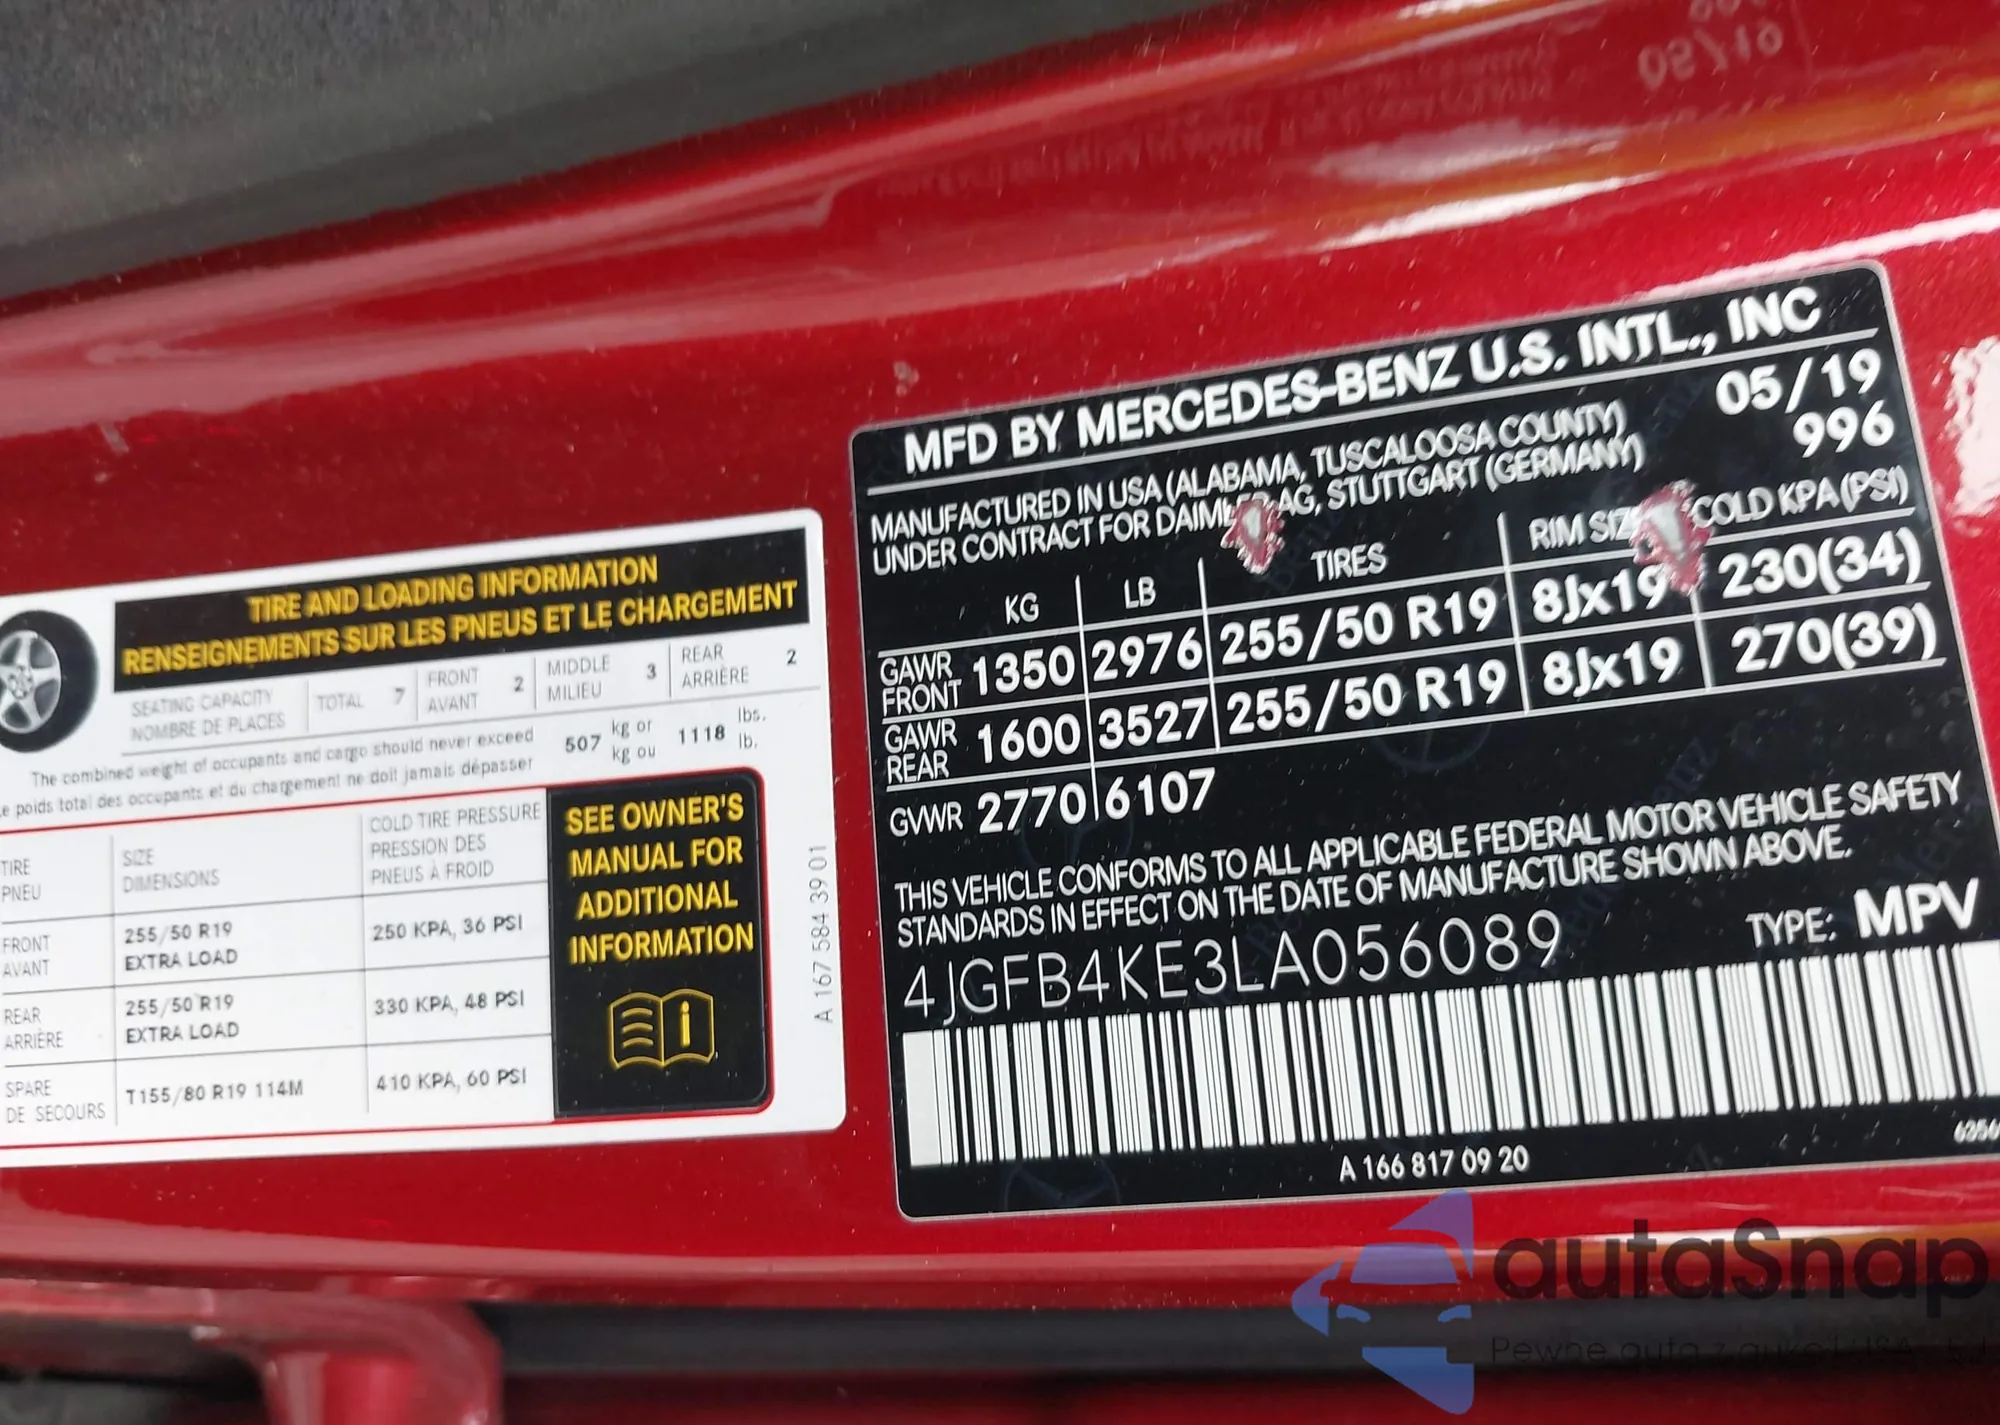 TIRE AND LOADING INFORMATION
RENSEIGNEMENTS SUR LES PNEUS ET LE CHARGEMENT
SEATING CAPACITY
NOMBRE DE PLACES
TOTAL 7
FRONT
AVANT
2
MIDDLE
MILIEU
3
REAR
ARRIÈRE
2
The combined weight of occupants and cargo should never exceed
Le poids total des occupants et du chargement ne doit jamais dépasser
507 kg or
kg ou
1118 lbs.
lb.
TIRE
PNEU
SIZE
DIMENSIONS
COLD TIRE PRESSURE
PRESSION DES
PNEUS À FROID
FRONT
AVANT
255/50 R19
EXTRA LOAD
250 KPA, 36 PSI
REAR
ARRIÈRE
255/50 R19
EXTRA LOAD
330 KPA, 48 PSI
SPARE
DE SECOURS
T155/80 R19 114M
410 KPA, 60 PSI
SEE OWNER'S
MANUAL FOR
ADDITIONAL
INFORMATION
A 167 584 39 01
MFD BY MERCEDES-BENZ U.S. INTL., INC
MANUFACTURED IN USA (ALABAMA, TUSCALOOSA COUNTY)
UNDER CONTRACT FOR DAIMLER AG, STUTTGART (GERMANY)
05/19
996
KG LB TIRES RIM SIZE COLD KPA (PSI)
GAWR
FRONT
1350 2976 255/50 R19 8Jx19 230(34)
GAWR
REAR
1600 3527 255/50 R19 8Jx19 270(39)
GVWR 2770 6107
THIS VEHICLE CONFORMS TO ALL APPLICABLE FEDERAL MOTOR VEHICLE SAFETY
STANDARDS IN EFFECT ON THE DATE OF MANUFACTURE SHOWN ABOVE.
4JGFB4KE3LA056089
TYPE: MPV
A 166 817 09 20
autaSnap
Pewne auta z aukcji USA